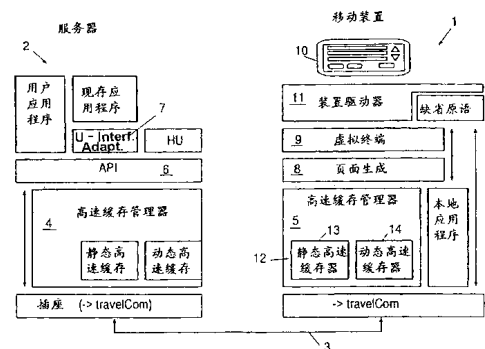 服务器
移动装置
2
1
10
用户应用程序
现存应用程序
7
11
装置驱动器
缺省原语
U - Interf. Adapt.
HU
9
虚拟终端
API
6
8
页面生成
4
高速缓存管理器
静态高速缓存
动态高速缓存
高速缓存管理器
5
13
14
12
静态高速缓存器
动态高速缓存器
本地应用程序
插座 (-> travelCom)
-> travelCom
3